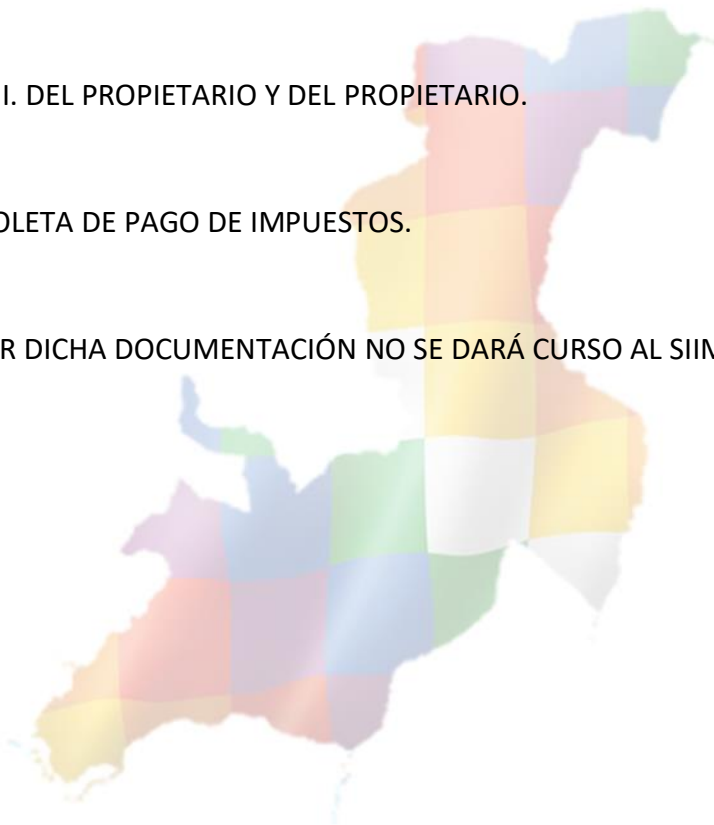 I. DEL PROPIETARIO Y DEL PROPIETARIO.
OLETA DE PAGO DE IMPUESTOS.
R DICHA DOCUMENTACIÓN NO SE DARÁ CURSO AL SIIM